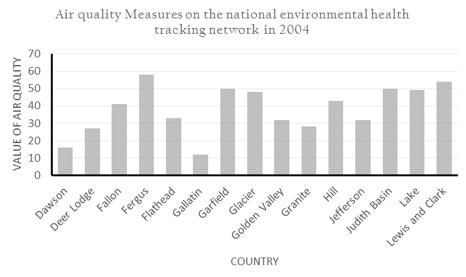 Air quality Measures on the national environmental health
tracking network in 2004
VALUE OF AIRQUALITY
70
60
50
40
30
20
10
0
Dawson
Deer Lodge
Fallon
Fergus
Flathead
Gallatin
Garfield
Glacier
Golden Valley
Granite
Hill
Jefferson
Judith Basin
Lake
Lewis and Clark
COUNTRY